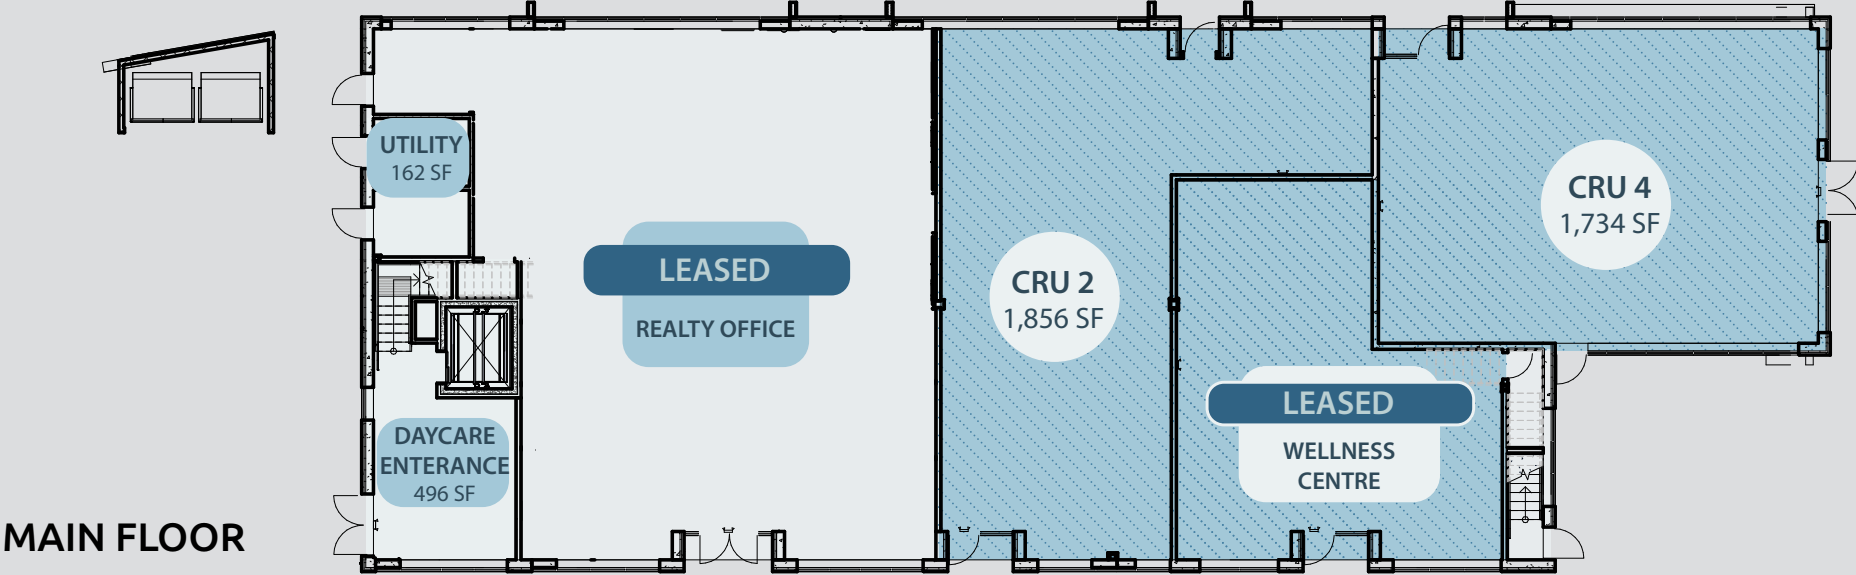 UTILITY
162 SF
LEASED
REALTY OFFICE
DAYCARE
ENTERANCE
496 SF
CRU 2
1,856 SF
CRU 4
1,734 SF
LEASED
WELLNESS
CENTRE
MAIN FLOOR